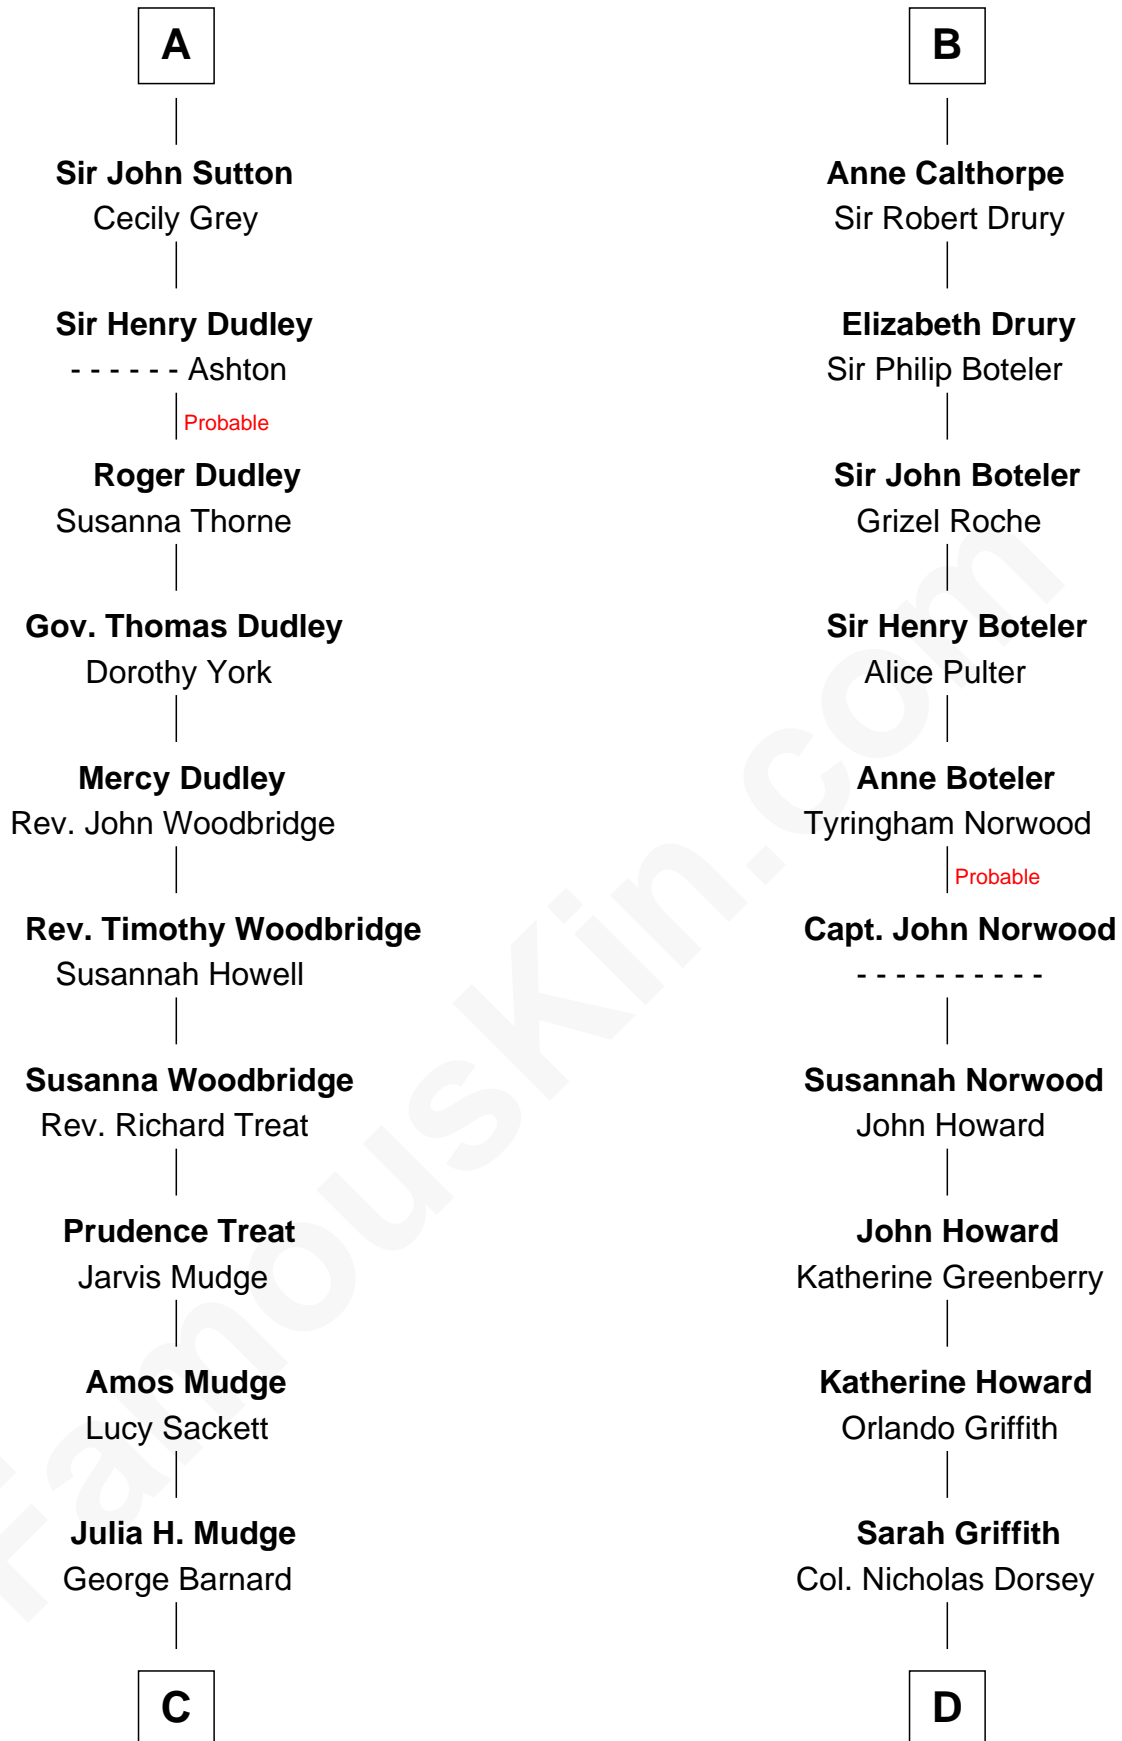 A
Sir John Sutton
Cecily Grey
Sir Henry Dudley
- - - - - - Ashton
Probable
Roger Dudley
Susanna Thorne
Gov. Thomas Dudley
Dorothy York
Mercy Dudley
Rev. John Woodbridge
Rev. Timothy Woodbridge
Susannah Howell
Susanna Woodbridge
Rev. Richard Treat
Prudence Treat
Jarvis Mudge
Amos Mudge
Lucy Sackett
Julia H. Mudge
George Barnard
C
B
Anne Calthorpe
Sir Robert Drury
Elizabeth Drury
Sir Philip Boteler
Sir John Boteler
Grizel Roche
Sir Henry Boteler
Alice Pulter
Anne Boteler
Tyringham Norwood
Probable
Capt. John Norwood
- - - - - - - - - -
Susannah Norwood
John Howard
John Howard
Katherine Greenberry
Katherine Howard
Orlando Griffith
Sarah Griffith
Col. Nicholas Dorsey
D
FamousKin.com